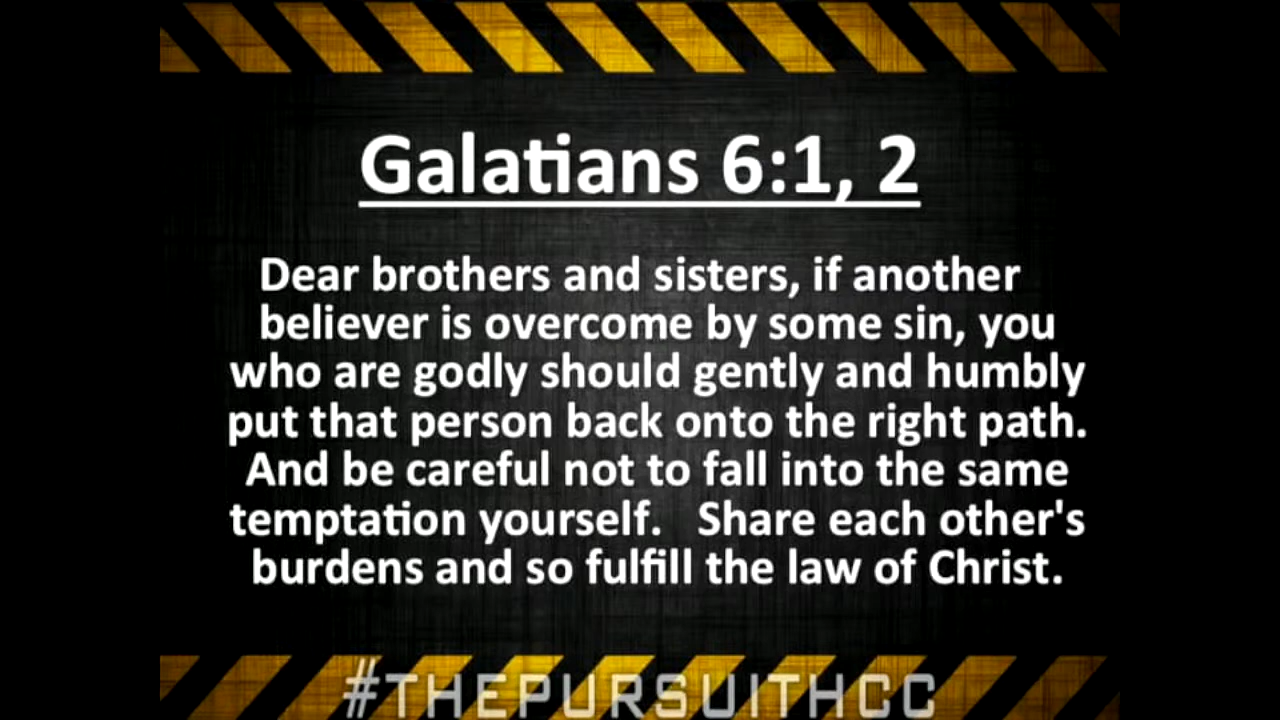 Galatians 6:1, 2
Dear brothers and sisters, if another
believer is overcome by some sin, you
who are godly should gently and humbly
put that person back onto the right path.
And be careful not to fall into the same
temptation yourself.   Share each other's
burdens and so fulfill the law of Christ.
#THEPURSUITHCC